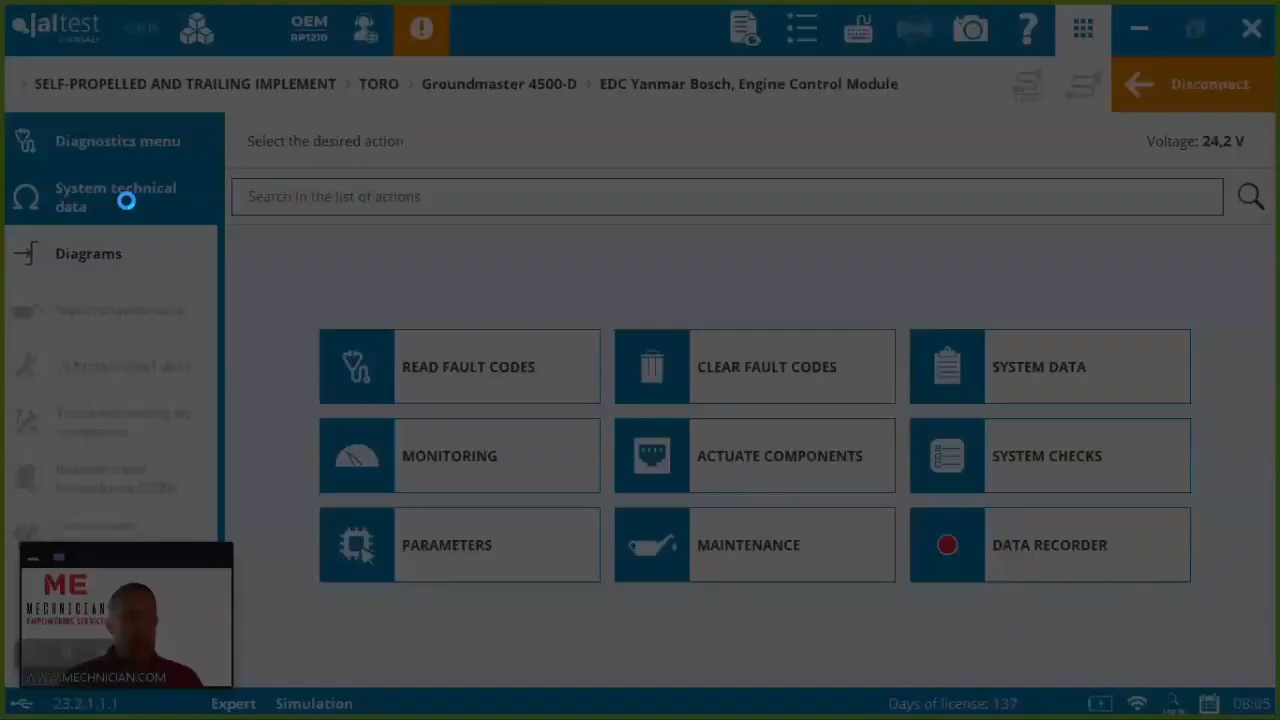 jaltest
OEM
RP1210
SELF-PROPELLED AND TRAILING IMPLEMENT > TORO > Groundmaster 4500-D > EDC Yanmar Bosch, Engine Control Module
Disconnect
Diagnostics menu
System technical
data
Diagrams
Select the desired action
Voltage: 24,2 V
Search in the list of actions
READ FAULT CODES
CLEAR FAULT CODES
SYSTEM DATA
MONITORING
ACTUATE COMPONENTS
SYSTEM CHECKS
PARAMETERS
MAINTENANCE
DATA RECORDER
ME
MECHNICIAN
EMPOWERING SERVICE
WWW.MECHNICIAN.COM
23.2.1.1.1
Expert
Simulation
Days of license: 137
08:05